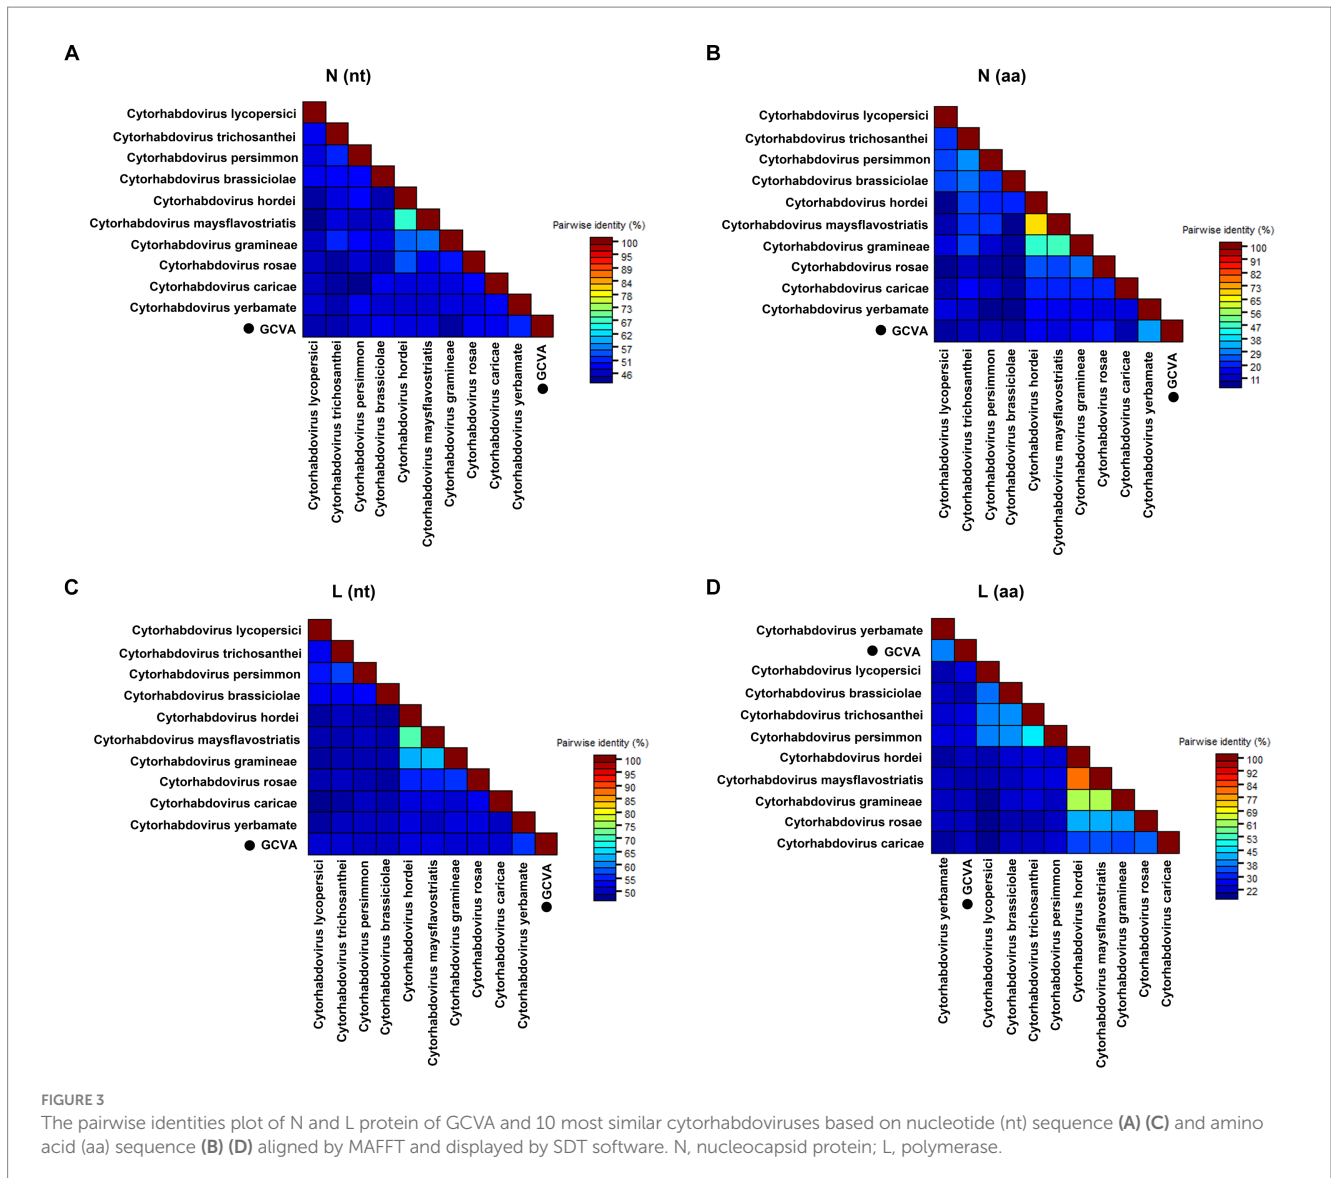 A
N (nt)
Cytorhabdovirus lycopersici
Cytorhabdovirus trichosanthei
Cytorhabdovirus persimmon
Cytorhabdovirus brassiciolae
Cytorhabdovirus hordei
Cytorhabdovirus maysflavostriatis
Cytorhabdovirus gramineae
Cytorhabdovirus rosae
Cytorhabdovirus caricae
Cytorhabdovirus yerbamate
● GCVA
Cytorhabdovirus lycopersici
Cytorhabdovirus trichosanthei
Cytorhabdovirus persimmon
Cytorhabdovirus brassiciolae
Cytorhabdovirus hordei
Cytorhabdovirus maysflavostriatis
Cytorhabdovirus gramineae
Cytorhabdovirus rosae
Cytorhabdovirus caricae
Cytorhabdovirus yerbamate
● GCVA
Pairwise identity (%)
100
95
89
84
78
73
67
62
57
51
46
B
N (aa)
Cytorhabdovirus lycopersici
Cytorhabdovirus trichosanthei
Cytorhabdovirus persimmon
Cytorhabdovirus brassiciolae
Cytorhabdovirus hordei
Cytorhabdovirus maysflavostriatis
Cytorhabdovirus gramineae
Cytorhabdovirus rosae
Cytorhabdovirus caricae
Cytorhabdovirus yerbamate
● GCVA
Cytorhabdovirus lycopersici
Cytorhabdovirus trichosanthei
Cytorhabdovirus persimmon
Cytorhabdovirus brassiciolae
Cytorhabdovirus hordei
Cytorhabdovirus maysflavostriatis
Cytorhabdovirus gramineae
Cytorhabdovirus rosae
Cytorhabdovirus caricae
Cytorhabdovirus yerbamate
● GCVA
Pairwise identity (%)
100
91
82
73
65
56
47
38
29
20
11
C
L (nt)
Cytorhabdovirus lycopersici
Cytorhabdovirus trichosanthei
Cytorhabdovirus persimmon
Cytorhabdovirus brassiciolae
Cytorhabdovirus hordei
Cytorhabdovirus maysflavostriatis
Cytorhabdovirus gramineae
Cytorhabdovirus rosae
Cytorhabdovirus caricae
Cytorhabdovirus yerbamate
● GCVA
Cytorhabdovirus lycopersici
Cytorhabdovirus trichosanthei
Cytorhabdovirus persimmon
Cytorhabdovirus brassiciolae
Cytorhabdovirus hordei
Cytorhabdovirus maysflavostriatis
Cytorhabdovirus gramineae
Cytorhabdovirus rosae
Cytorhabdovirus caricae
Cytorhabdovirus yerbamate
● GCVA
Pairwise identity (%)
100
95
90
85
80
75
70
65
60
55
50
D
L (aa)
Cytorhabdovirus yerbamate
● GCVA
Cytorhabdovirus lycopersici
Cytorhabdovirus brassiciolae
Cytorhabdovirus trichosanthei
Cytorhabdovirus persimmon
Cytorhabdovirus hordei
Cytorhabdovirus maysflavostriatis
Cytorhabdovirus gramineae
Cytorhabdovirus rosae
Cytorhabdovirus caricae
Cytorhabdovirus yerbamate
● GCVA
Cytorhabdovirus lycopersici
Cytorhabdovirus brassiciolae
Cytorhabdovirus trichosanthei
Cytorhabdovirus persimmon
Cytorhabdovirus hordei
Cytorhabdovirus maysflavostriatis
Cytorhabdovirus gramineae
Cytorhabdovirus rosae
Cytorhabdovirus caricae
Pairwise identity (%)
100
92
84
77
69
61
53
45
38
30
22
FIGURE 3
The pairwise identities plot of N and L protein of GCVA and 10 most similar cytorhabdoviruses based on nucleotide (nt) sequence (A) (C) and amino
acid (aa) sequence (B) (D) aligned by MAFFT and displayed by SDT software. N, nucleocapsid protein; L, polymerase.